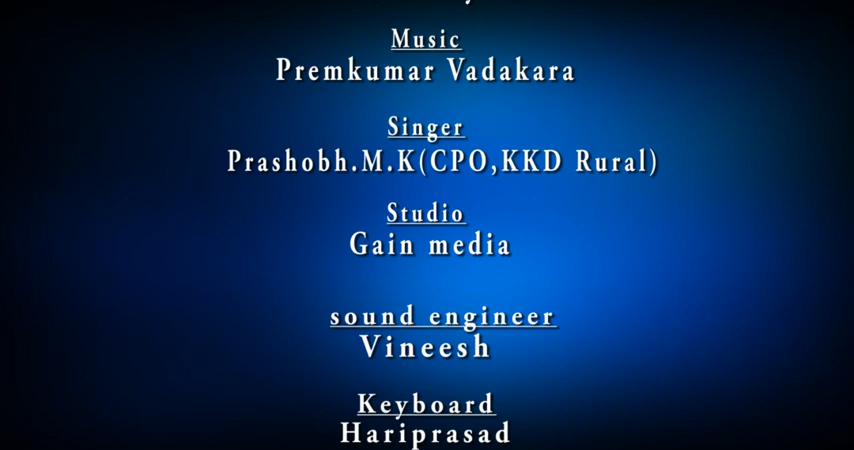 Music
Premkumar Vadakara
Singer
Prashobh.M.K(CPO,KKD Rural)
Studio
Gain media
sound engineer
Vineesh
Keyboard
Hariprasad